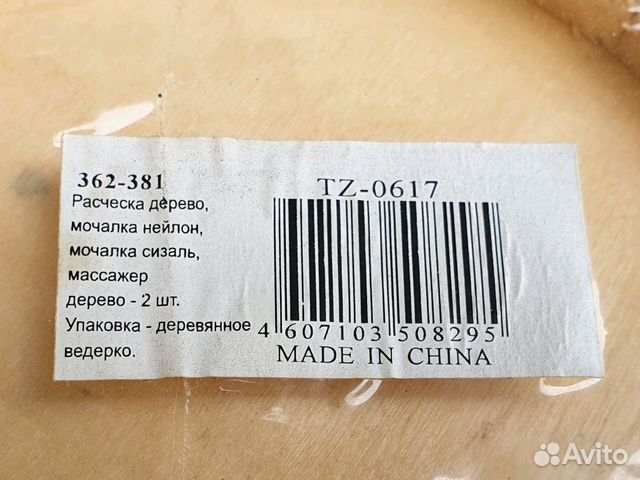 362-381
Расческа дерево,
мочалка нейлон,
мочалка сизаль,
массажер
дерево - 2 шт.
Упаковка - деревянное
ведерко.
TZ-0617
4 607103 508295
MADE IN CHINA
Avito